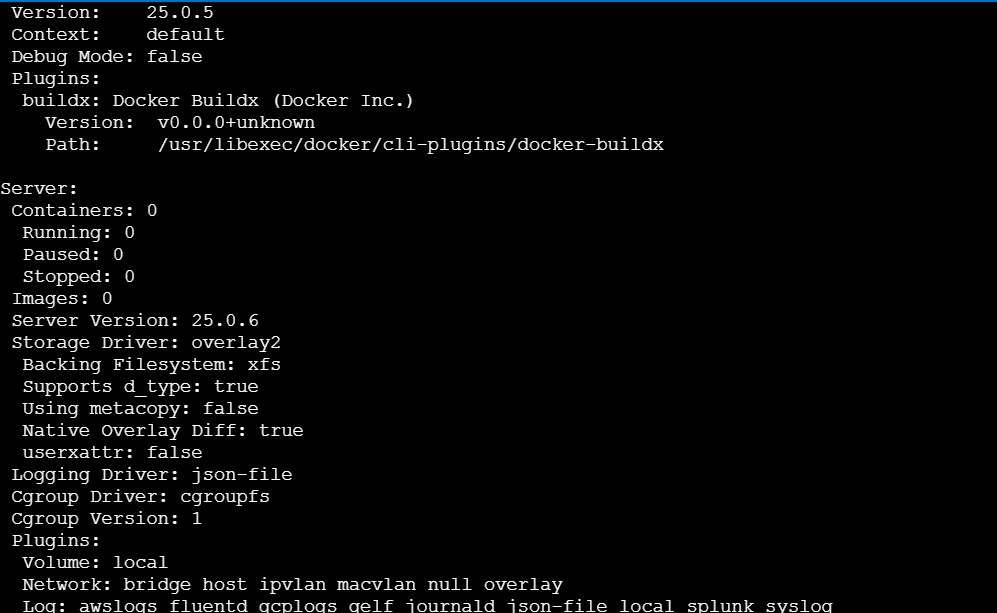 Version:    25.0.5
Context:    default
Debug Mode: false
Plugins:
buildx: Docker Buildx (Docker Inc.)
Version:  v0.0.0+unknown
Path:     /usr/libexec/docker/cli-plugins/docker-buildx
Server:
Containers: 0
Running: 0
Paused: 0
Stopped: 0
Images: 0
Server Version: 25.0.6
Storage Driver: overlay2
Backing Filesystem: xfs
Supports d_type: true
Using metacopy: false
Native Overlay Diff: true
userxattr: false
Logging Driver: json-file
Cgroup Driver: cgroupfs
Cgroup Version: 1
Plugins:
Volume: local
Network: bridge host ipvlan macvlan null overlay
Log: awslogs fluentd gcplogs gelf journald json-file local splunk syslog